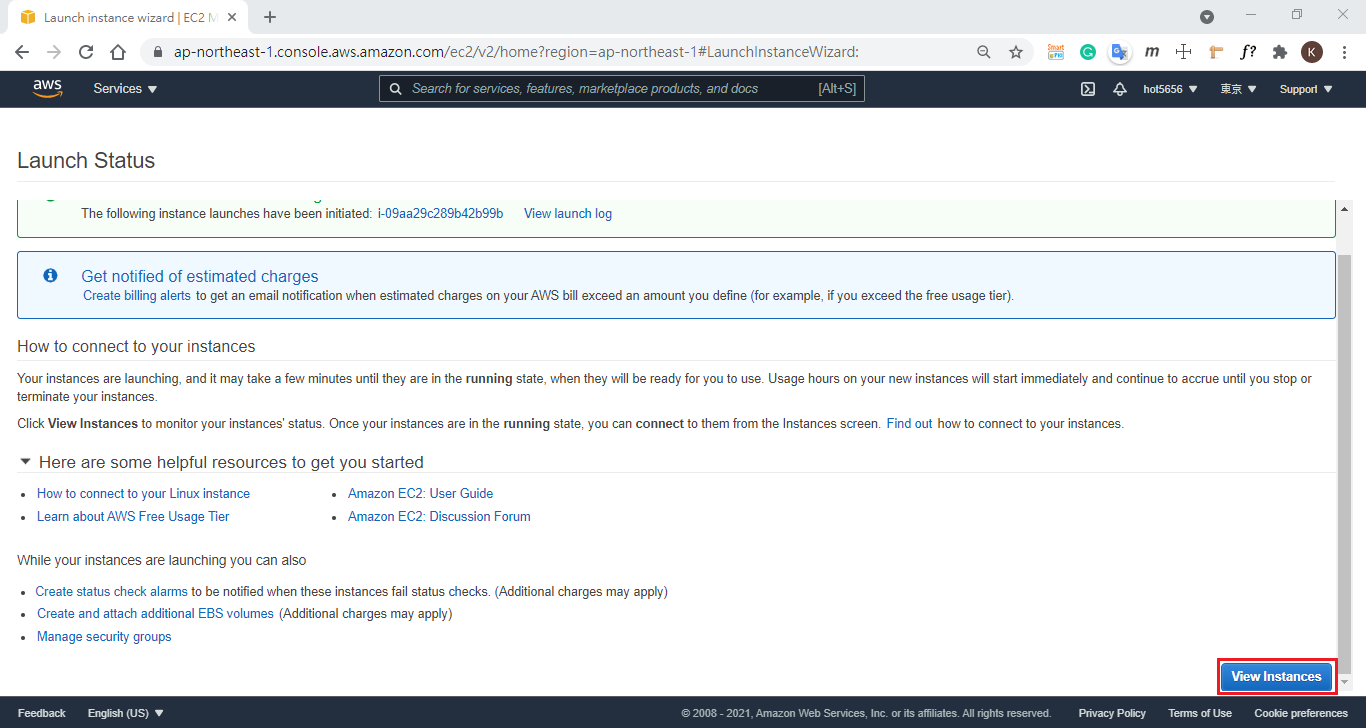 Launch instance wizard | EC2 M
ap-northeast-1.console.aws.amazon.com/ec2/v2/home?region=ap-northeast-1#LaunchInstanceWizard:
Smart
m
f?
K
aws Services ▼ Search for services, features, marketplace products, and docs [Alt+S] hot5656 ▼ 東京 ▼ Support ▼
Launch Status
The following instance launches have been initiated: i-09aa29c289b42b99b View launch log
Get notified of estimated charges
Create billing alerts to get an email notification when estimated charges on your AWS bill exceed an amount you define (for example, if you exceed the free usage tier).
How to connect to your instances
Your instances are launching, and it may take a few minutes until they are in the running state, when they will be ready for you to use. Usage hours on your new instances will start immediately and continue to accrue until you stop or
terminate your instances.
Click View Instances to monitor your instances' status. Once your instances are in the running state, you can connect to them from the Instances screen. Find out how to connect to your instances.
Here are some helpful resources to get you started
• How to connect to your Linux instance • Amazon EC2: User Guide
• Learn about AWS Free Usage Tier • Amazon EC2: Discussion Forum
While your instances are launching you can also
• Create status check alarms to be notified when these instances fail status checks. (Additional charges may apply)
• Create and attach additional EBS volumes (Additional charges may apply)
• Manage security groups
View Instances
Feedback English (US) ▼ © 2008 - 2021, Amazon Web Services, Inc. or its affiliates. All rights reserved. Privacy Policy Terms of Use Cookie preferences